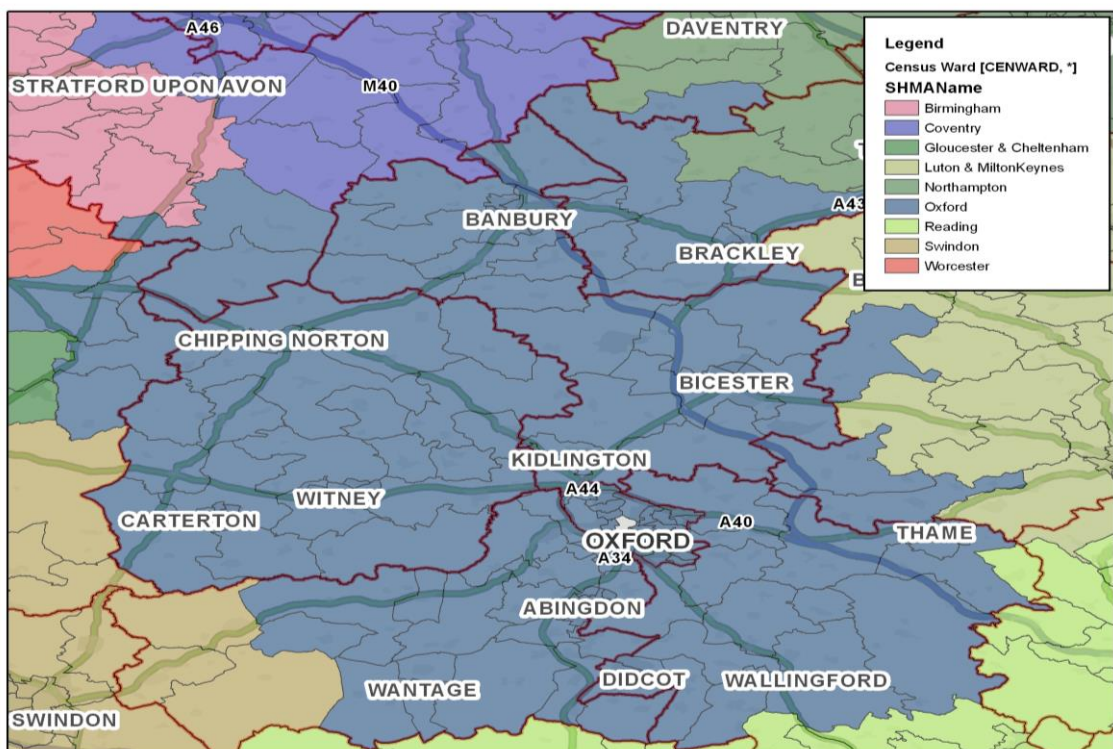 A46
DAVENTRY
STRATFORD UPON AVON
M40
Legend
Census Ward [CENWARD, *]
SHMAName
Birmingham
Coventry
Gloucester & Cheltenham
Luton & MiltonKeynes
Northampton
Oxford
Reading
Swindon
Worcester
A43
BANBURY
BRACKLEY
CHIPPING NORTON
BICESTER
KIDLINGTON
A44
WITNEY
CARTERTON
A40
OXFORD
THAME
A34
ABINGDON
DIDCOT
WALLINGFORD
WANTAGE
SWINDON